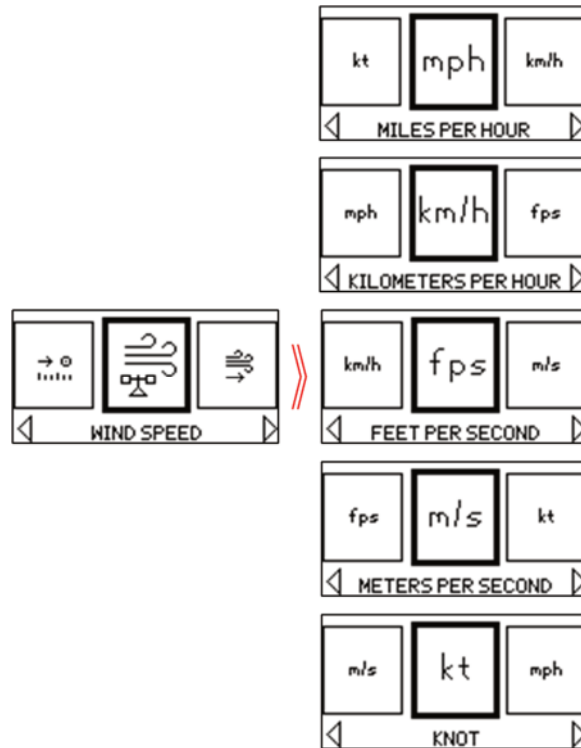 kt mph km/h
MILES PER HOUR
mph km/h fps
KILOMETERS PER HOUR
WIND SPEED
km/h fps m/s
FEET PER SECOND
fps m/s kt
METERS PER SECOND
m/s kt mph
KNOT